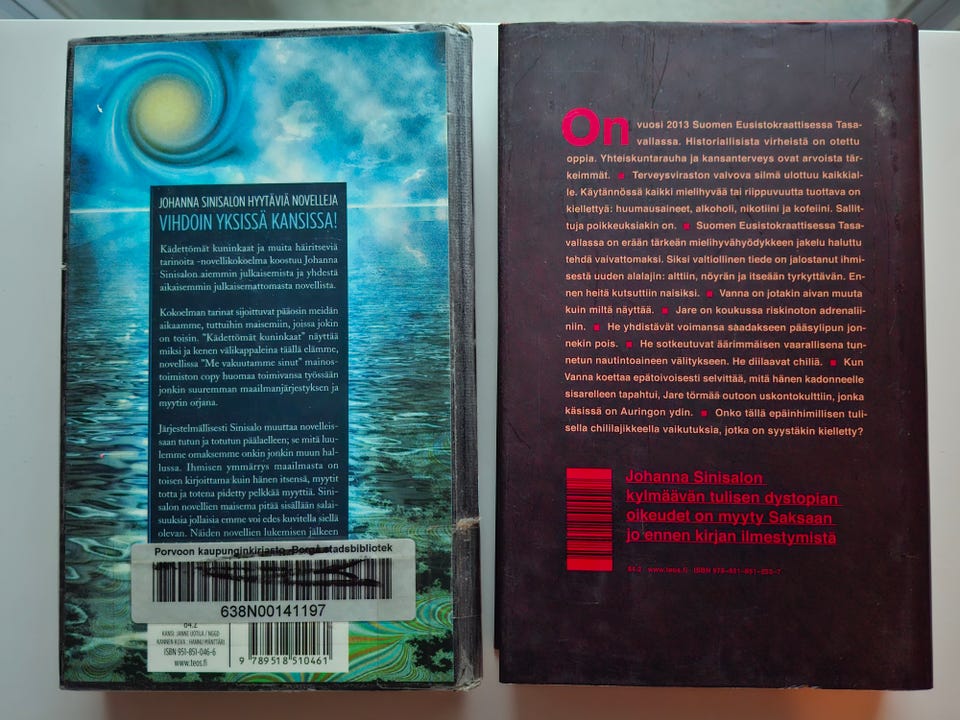 JOHANNA SINISALON HYYTÄVIÄ NOVELLEJA
VIHDOIN YKSISSÄ KANSISSA!
Kädettömät kuninkaat ja muita häiritseviä
tarinoita -novellikokoelma koostuu Johanna
Sinisalon aiemmin julkaisemista ja yhdestä
aikaisemmin julkaisemattomasta novellista.
Kokoelman tarinat sijoittuvat pääosin meidän
aikaamme, tuttuihin maisemiin, joissa jokin
on toisin. "Kädettömät kuninkaat" näyttää
miksi ja kenen välikappaleina täällä elämme,
novellissa "Me vakuutamme sinut" mainos-
toimiston copy huomaa toimivansa työssään
jonkin suuremman maailmanjärjestyksen ja
myytin orjana.
Järjestelmällisesti Sinisalo muuttaa novelleis-
saan tutun ja totutun päälaelleen; se mitä luu-
lemme omaksemme onkin jonkin muun hal-
lussa. Ihmisen ymmärrys maailmasta on
toisen kirjoittama kuin hänen itsensä, myytit
totta ja totena pidetty pelkkää myyttiä. Sini-
salon novellien maisema pitää sisällään salai-
suuksia jollaisia emme voi edes kuvitella siellä
olevan. Näiden novellien lukemisen jälkeen
Porvoon kaupunginkirjasto -Borgå stadsbibliotek
638N00141197
84.2
KANSI: JANNE UOTILA / NGGD
KANNEN KUVA: HANNU MÄNTTÄRI
ISBN 951-851-046-6
www.teos.fi
9 789518 510461
On vuosi 2013 Suomen Eusistokraattisessa Tasa-
vallassa. Historiallisista virheistä on otettu
oppia. Yhteiskuntarauha ja kansanterveys ovat arvoista tär-
keimmät. ■ Terveysviraston valvova silmä ulottuu kaikkial-
le. Käytännössä kaikki mielihyvää tai riippuvuutta tuottava on
kiellettyä: huumausaineet, alkoholi, nikotiini ja kofeiini. Sallit-
tuja poikkeuksiakin on. ■ Suomen Eusistokraattisessa Tasa-
vallassa on erään tärkeän mielihyvähyödykkeen jakelu haluttu
tehdä vaivattomaksi. Siksi valtiollinen tiede on jalostanut ihmi-
sestä uuden alalajin: alttiin, nöyrän ja itseään tyrkyttävän. En-
nen heitä kutsuttiin naisiksi. ■ Vanna on jotakin aivan muuta
kuin miltä näyttää. ■ Jare on koukussa riskinoton adrenalii-
niin. ■ He yhdistävät voimansa saadakseen pääsylipun jon-
nekin pois. ■ He sotkeutuvat äärimmäisen vaarallisena tun-
netun nautintoaineen välitykseen. He diilaavat chiliä. ■ Kun
Vanna koettaa epätoivoisesti selvittää, mitä hänen kadonneelle
sisarelleen tapahtui, Jare törmää outoon uskontokulttiin, jonka
käsissä on Auringon ydin. ■ Onko tällä epäinhimillisen tuli-
sella chililajikkeella vaikutuksia, jotka on syystäkin kielletty?
Johanna Sinisalon
kylmäävän tulisen dystopian
oikeudet on myyty Saksaan
jo ennen kirjan ilmestymistä
84.2 www.teos.fi